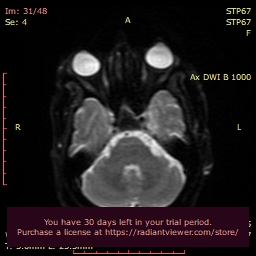 Im: 31/48
STP67
Se: 4
STP67
A
F
Ax DWI B 1000
R
L
You have 30 days left in your trial period.
Purchase a license at https://radiantviewer.com/store/